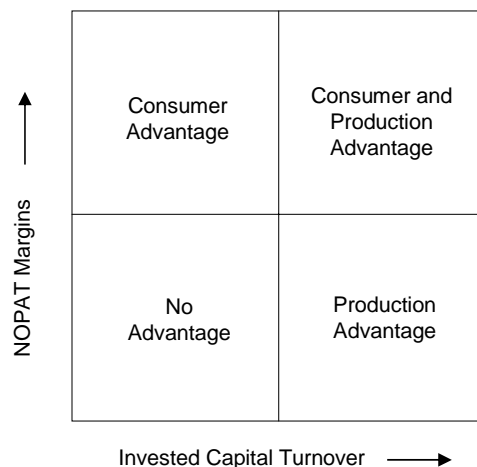 Consumer
Advantage
Consumer and
Production
Advantage
No
Advantage
Production
Advantage
NOPAT Margins
Invested Capital Turnover